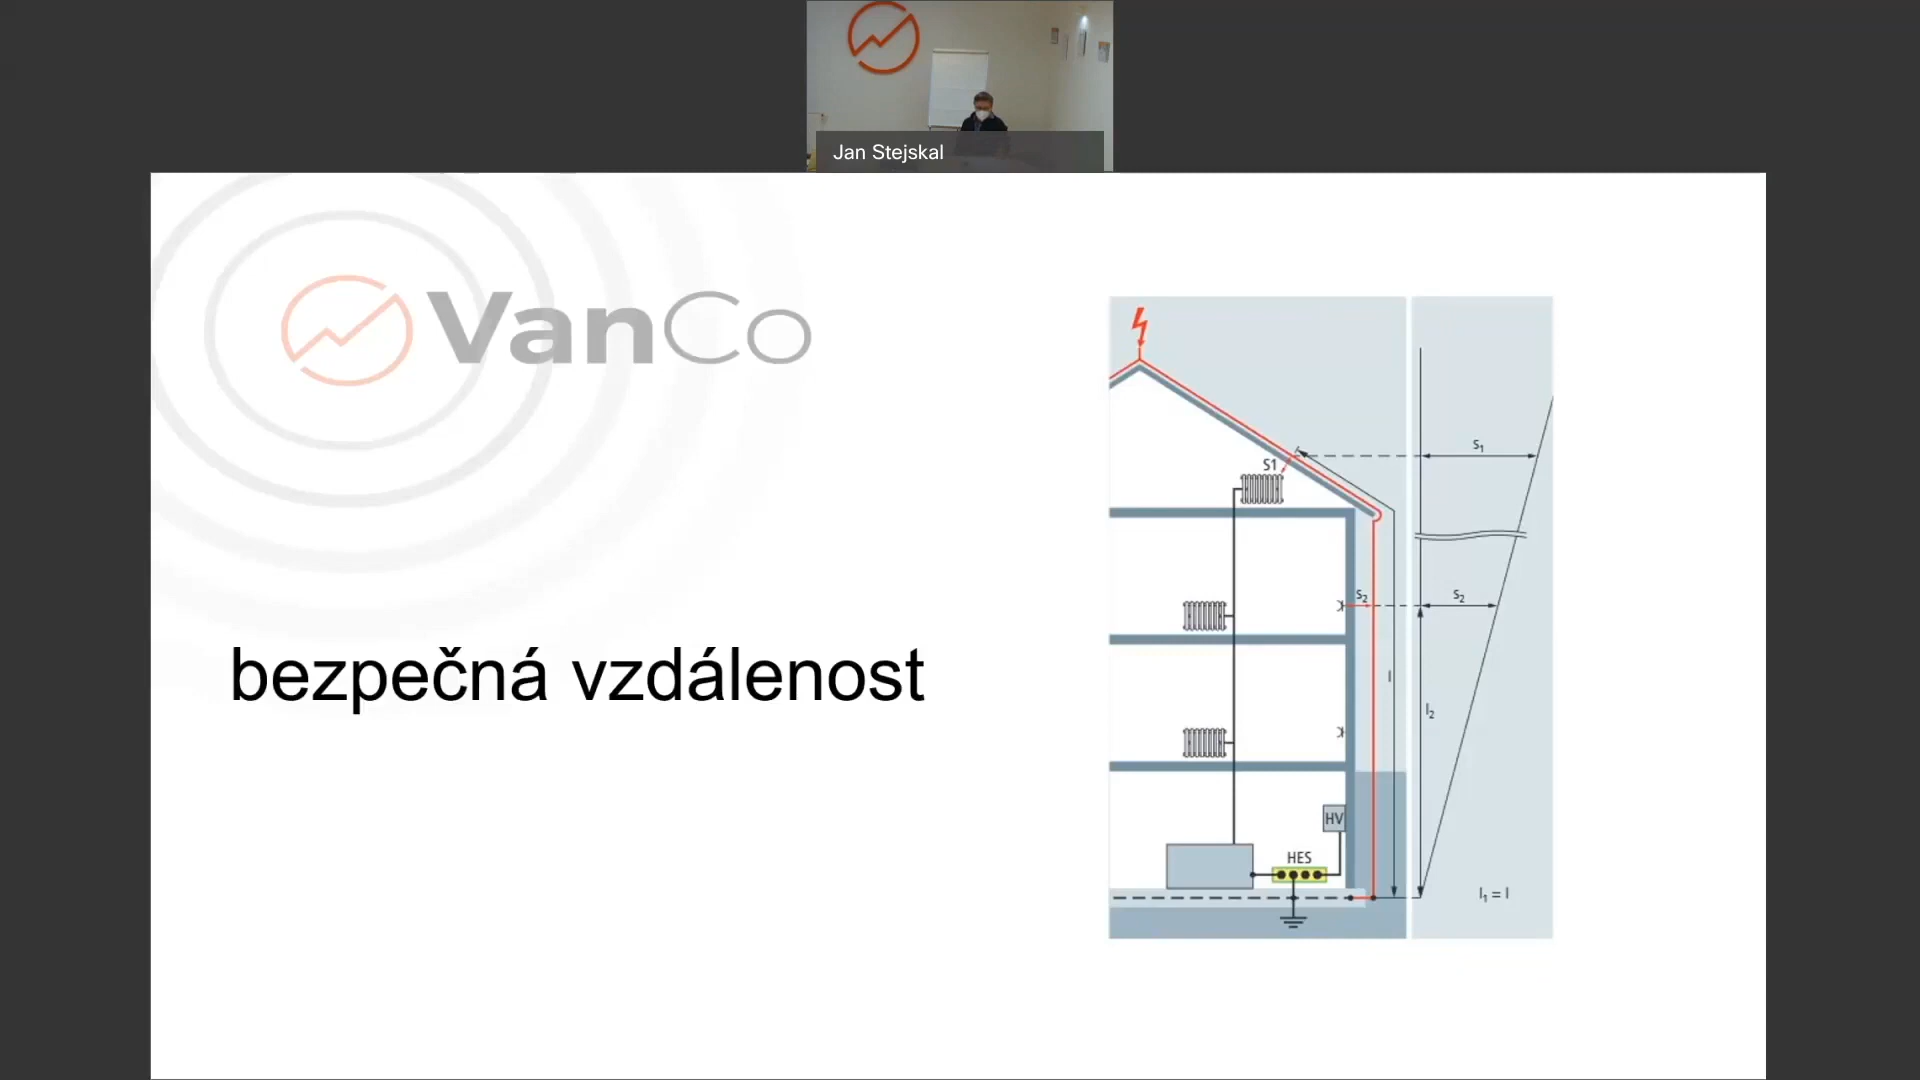 Jan Stejskal
VanCo
bezpečná vzdálenost
s₁
S1
s₂
s₂
l
l₂
HV
HES
l₁ = l